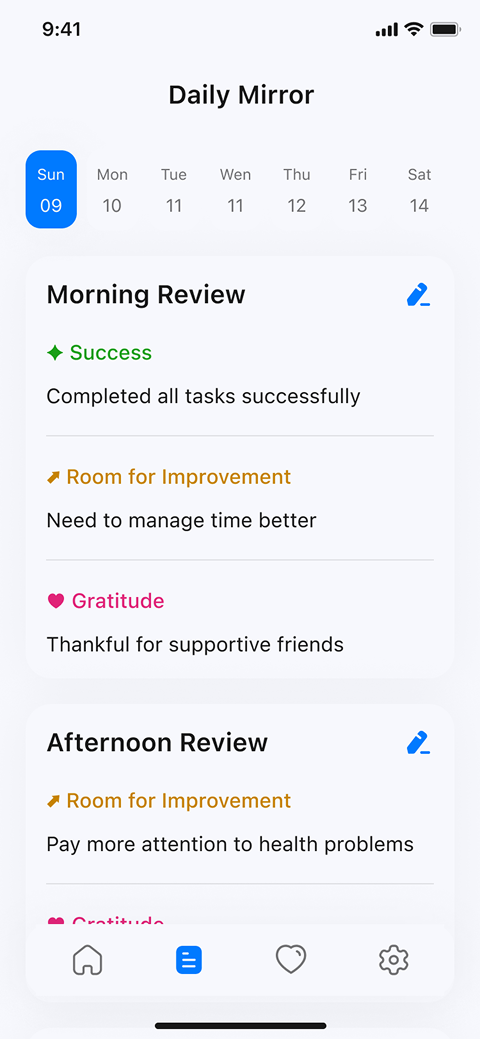 9:41
Daily Mirror
Sun Mon Tue Wen Thu Fri Sat
09 10 11 11 12 13 14
Morning Review
Success
Completed all tasks successfully
Room for Improvement
Need to manage time better
Gratitude
Thankful for supportive friends
Afternoon Review
Room for Improvement
Pay more attention to health problems
Gratitude